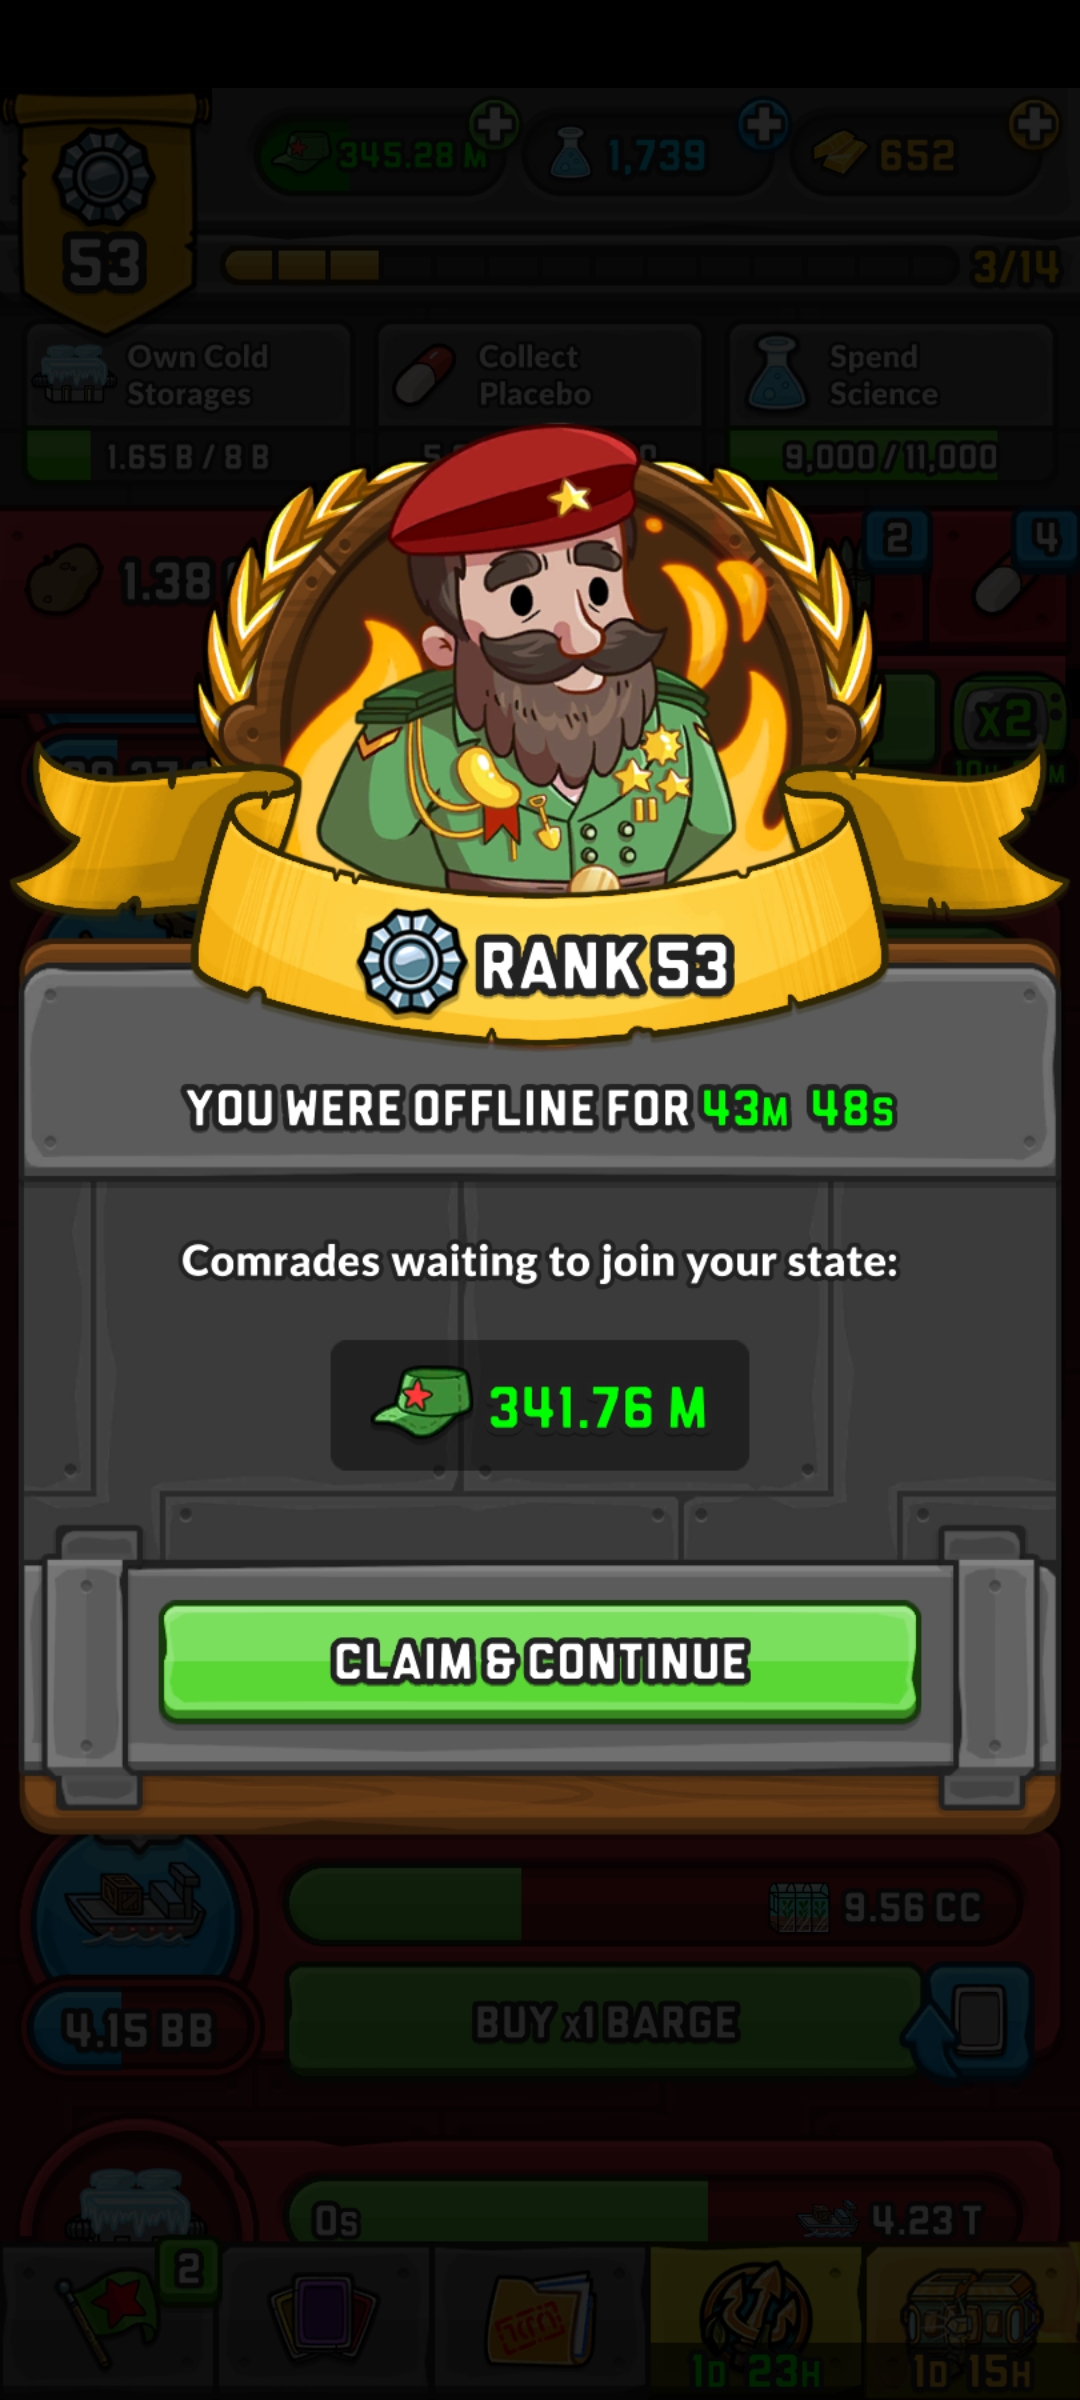 345.28 M
1,739
652
53
3/14
Own Cold
Storages
Collect
Placebo
Spend
Science
1.65 B / 8 B
9,000/11,000
1.38
2
4
x2
RANK 53
YOU WERE OFFLINE FOR 43M 48S
Comrades waiting to join your state:
341.76 M
CLAIM & CONTINUE
9.56 CC
4.15 BB
BUY x1 BARGE
0s
4.23 T
2
1D 23H
1D 15H